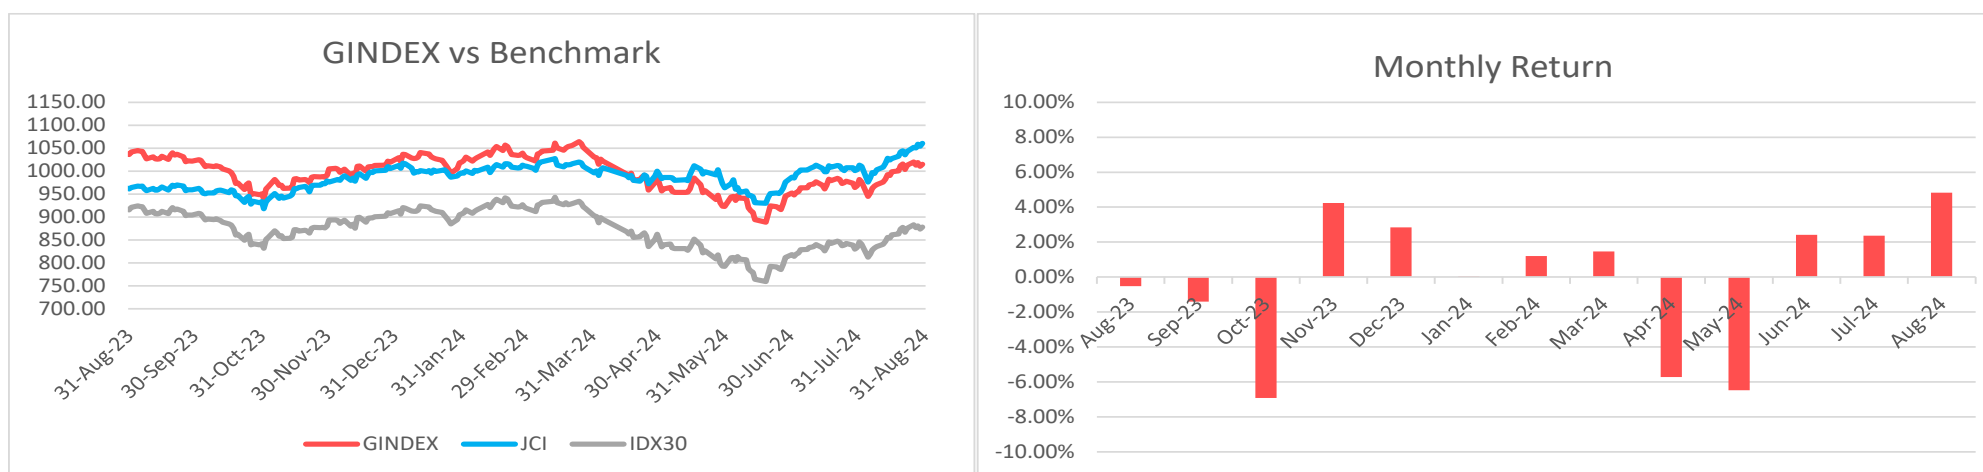 GINDEX vs Benchmark
1150.00
1100.00
1050.00
1000.00
950.00
900.00
850.00
800.00
750.00
700.00
31-Aug-23
30-Sep-23
31-Oct-23
30-Nov-23
31-Dec-23
31-Jan-24
29-Feb-24
31-Mar-24
30-Apr-24
31-May-24
30-Jun-24
31-Jul-24
31-Aug-24
GINDEX
JCI
IDX30
Monthly Return
10.00%
8.00%
6.00%
4.00%
2.00%
0.00%
-2.00%
-4.00%
-6.00%
-8.00%
-10.00%
Aug-23
Sep-23
Oct-23
Nov-23
Dec-23
Jan-24
Feb-24
Mar-24
Apr-24
May-24
Jun-24
Jul-24
Aug-24